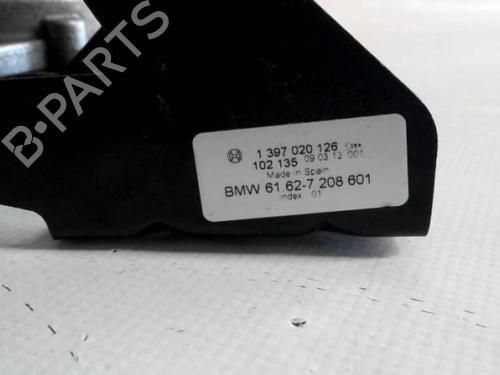 B-PARTS
1 397 020 126
102 135 09 03 12 001
Made in Spain
BMW 61.62-7 208 601
Index 01